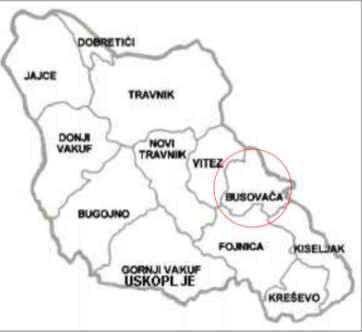 DOBRETIĆI
JAJCE
TRAVNIK
DONJI
VAKUF
NOVI
TRAVNIK
VITEZ
BUSOVAČA
BUGOJNO
FOJNICA
KISELJAK
GORNJI VAKUF
USKOPLJE
KREŠEVO